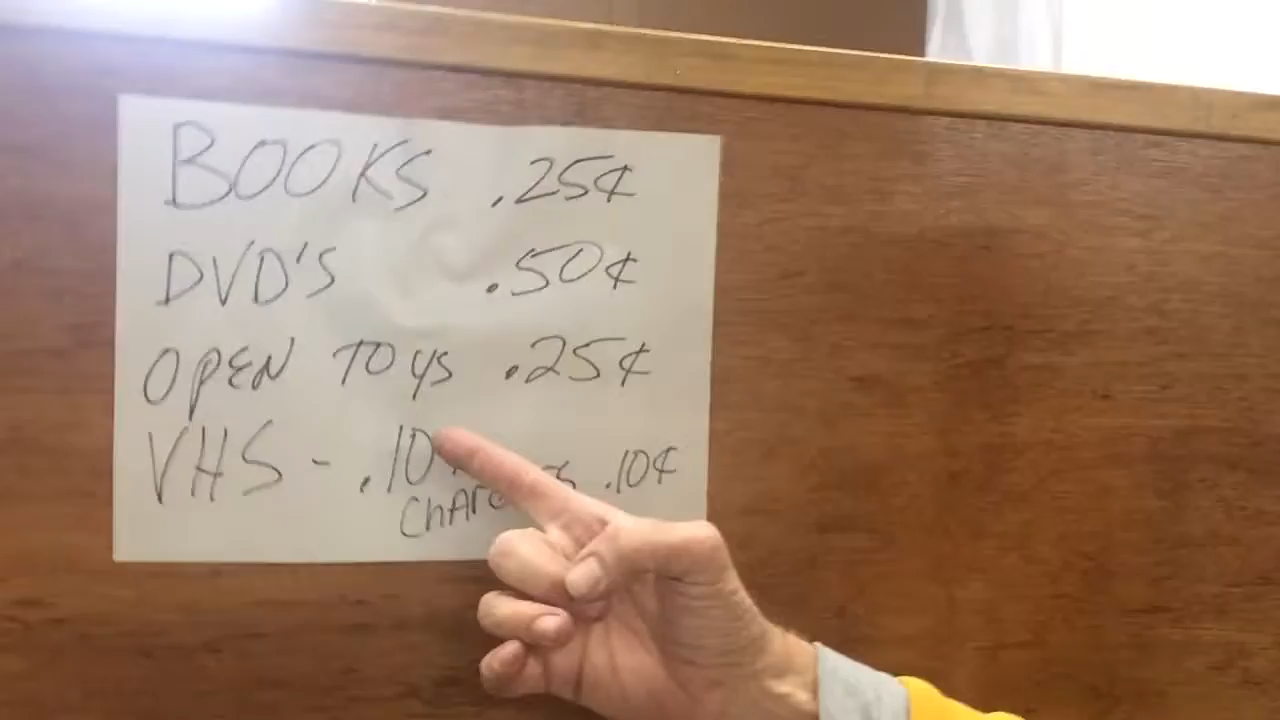 BOOKS .25¢
DVD'S .50¢
OPEN TOYS .25¢
VHS - .10
.10¢